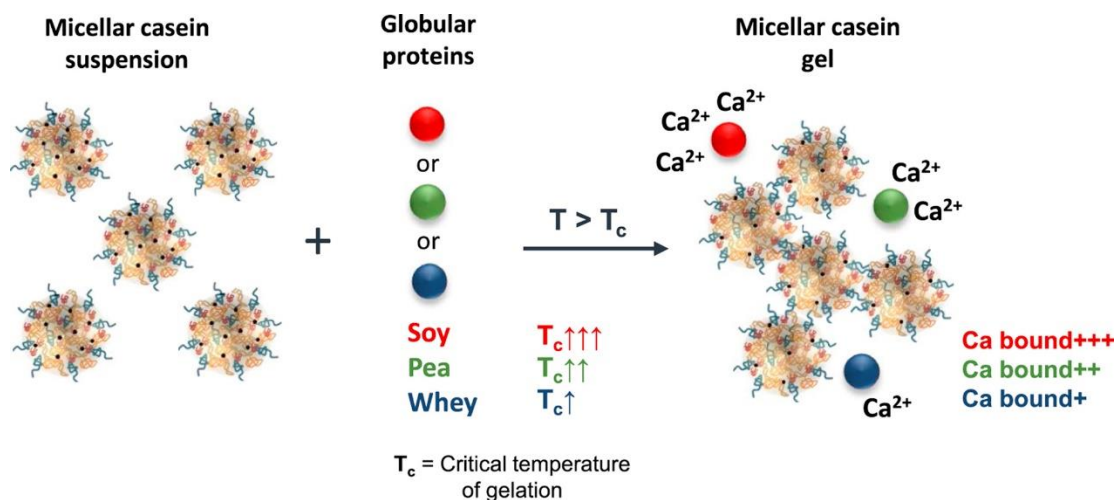 Micellar casein
suspension
Globular
proteins
or
or
Soy
Pea
Whey
T > Tc
Tc↑↑↑
Tc↑↑
Tc↑
Tc = Critical temperature
of gelation
Micellar casein
gel
Ca²⁺
Ca²⁺
Ca²⁺
Ca²⁺
Ca²⁺
Ca²⁺
Ca bound+++
Ca bound++
Ca bound+